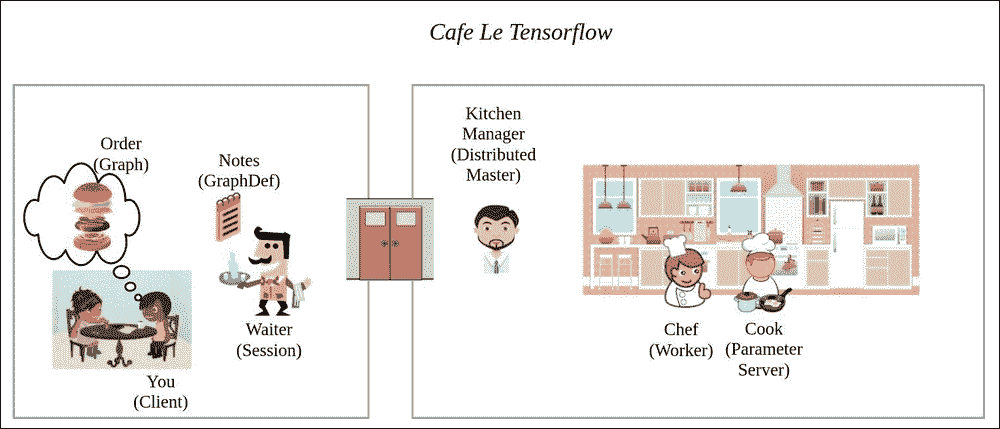 Cafe Le Tensorflow
Order
(Graph)
Notes
(GraphDef)
Waiter
(Session)
You
(Client)
Kitchen
Manager
(Distributed
Master)
Chef
(Worker)
Cook
(Parameter
Server)